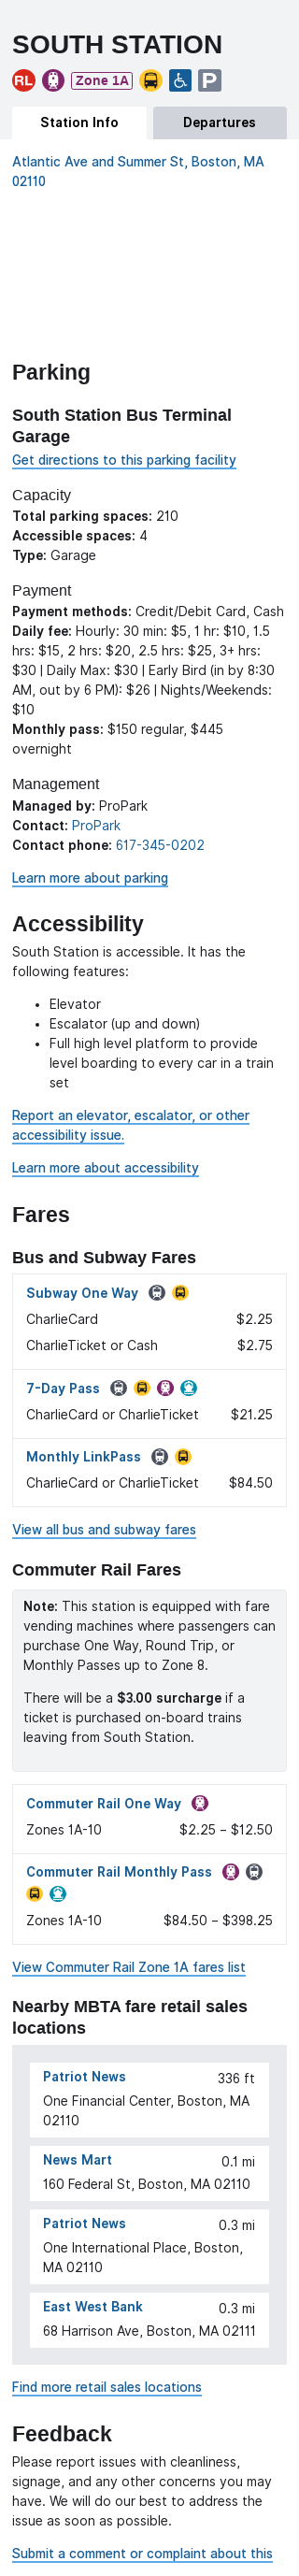 SOUTH STATION
RL Zone 1A P
Station Info Departures
Atlantic Ave and Summer St, Boston, MA
02110
Parking
South Station Bus Terminal
Garage
Get directions to this parking facility
Capacity
Total parking spaces: 210
Accessible spaces: 4
Type: Garage
Payment
Payment methods: Credit/Debit Card, Cash
Daily fee: Hourly: 30 min: $5, 1 hr: $10, 1.5
hrs: $15, 2 hrs: $20, 2.5 hrs: $25, 3+ hrs:
$30 | Daily Max: $30 | Early Bird (in by 8:30
AM, out by 6 PM): $26 | Nights/Weekends:
$10
Monthly pass: $150 regular, $445
overnight
Management
Managed by: ProPark
Contact: ProPark
Contact phone: 617-345-0202
Learn more about parking
Accessibility
South Station is accessible. It has the
following features:
• Elevator
• Escalator (up and down)
• Full high level platform to provide
level boarding to every car in a train
set
Report an elevator, escalator, or other
accessibility issue.
Learn more about accessibility
Fares
Bus and Subway Fares
Subway One Way
CharlieCard $2.25
CharlieTicket or Cash $2.75
7-Day Pass
CharlieCard or CharlieTicket $21.25
Monthly LinkPass
CharlieCard or CharlieTicket $84.50
View all bus and subway fares
Commuter Rail Fares
Note: This station is equipped with fare
vending machines where passengers can
purchase One Way, Round Trip, or
Monthly Passes up to Zone 8.
There will be a $3.00 surcharge if a
ticket is purchased on-board trains
leaving from South Station.
Commuter Rail One Way
Zones 1A-10 $2.25 – $12.50
Commuter Rail Monthly Pass
Zones 1A-10 $84.50 – $398.25
View Commuter Rail Zone 1A fares list
Nearby MBTA fare retail sales
locations
Patriot News 336 ft
One Financial Center, Boston, MA
02110
News Mart 0.1 mi
160 Federal St, Boston, MA 02110
Patriot News 0.3 mi
One International Place, Boston,
MA 02110
East West Bank 0.3 mi
68 Harrison Ave, Boston, MA 02111
Find more retail sales locations
Feedback
Please report issues with cleanliness,
signage, and any other concerns you may
have. We will do our best to address the
issue as soon as possible.
Submit a comment or complaint about this